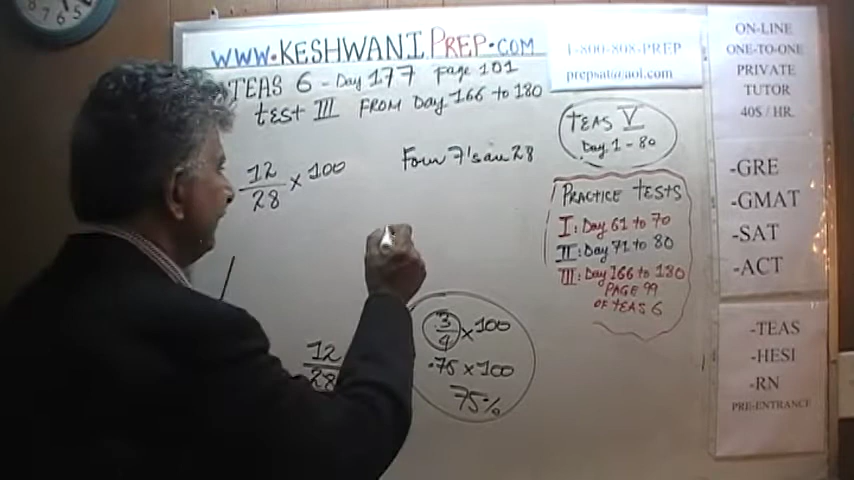 www.KESHWANIPREP.COM
TEAS 6 - Day 177 Page 101
test III FROM Day 166 to 180
12
28
x 100
Four 7's are 28
12
28
3
4
x 100
.75 x 100
75%
1-800-808-PREP
prepsat@aol.com
TEAS V
Day 1 - 80
PRACTICE TESTS
I: Day 61 to 70
II: Day 71 to 80
III: Day 166 to 180
PAGE 99
OF TEAS 6
ON-LINE
ONE-TO-ONE
PRIVATE
TUTOR
40$ / HR.
-GRE
-GMAT
-SAT
-ACT
-TEAS
-HESI
-RN
PRE-ENTRANCE
8
7
6
5